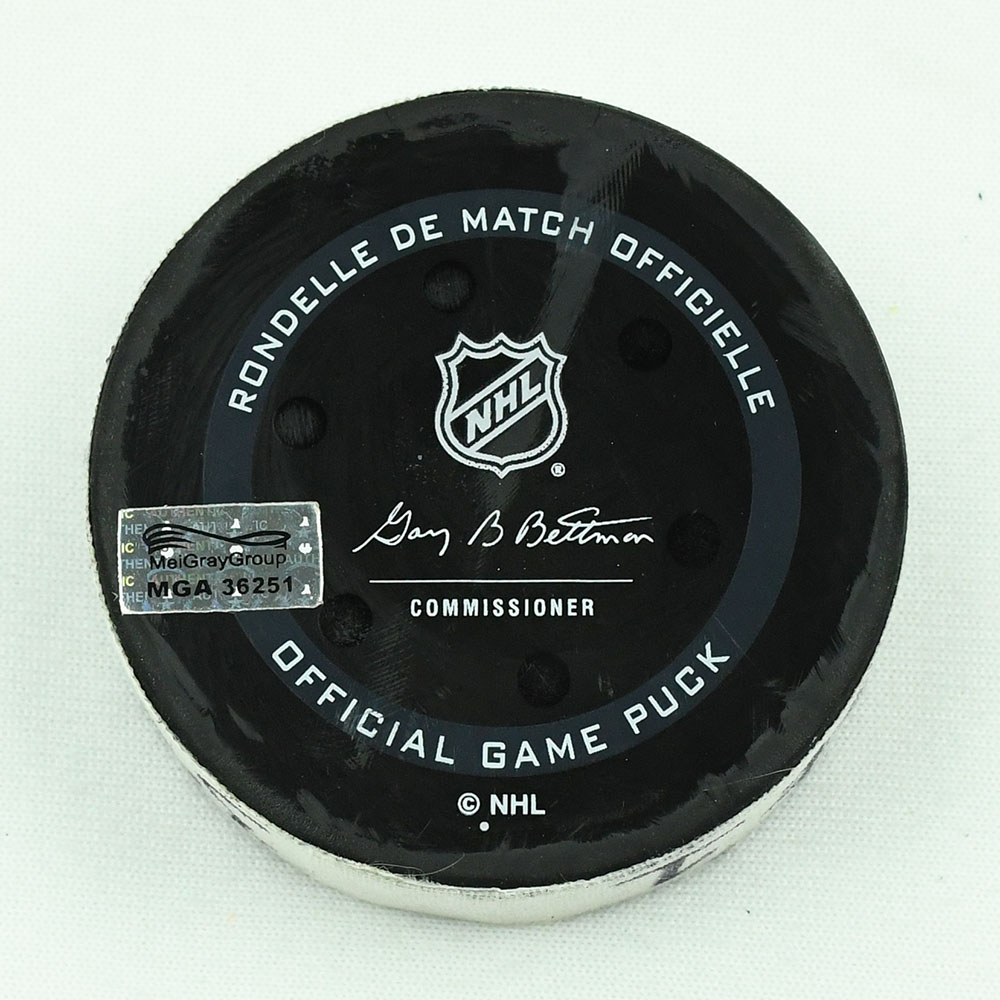 RONDELLE DE MATCH OFFICIELLE
NHL
®
Gary B Bettman
COMMISSIONER
MeiGrayGroup
MGA 36251
OFFICIAL GAME PUCK
© NHL